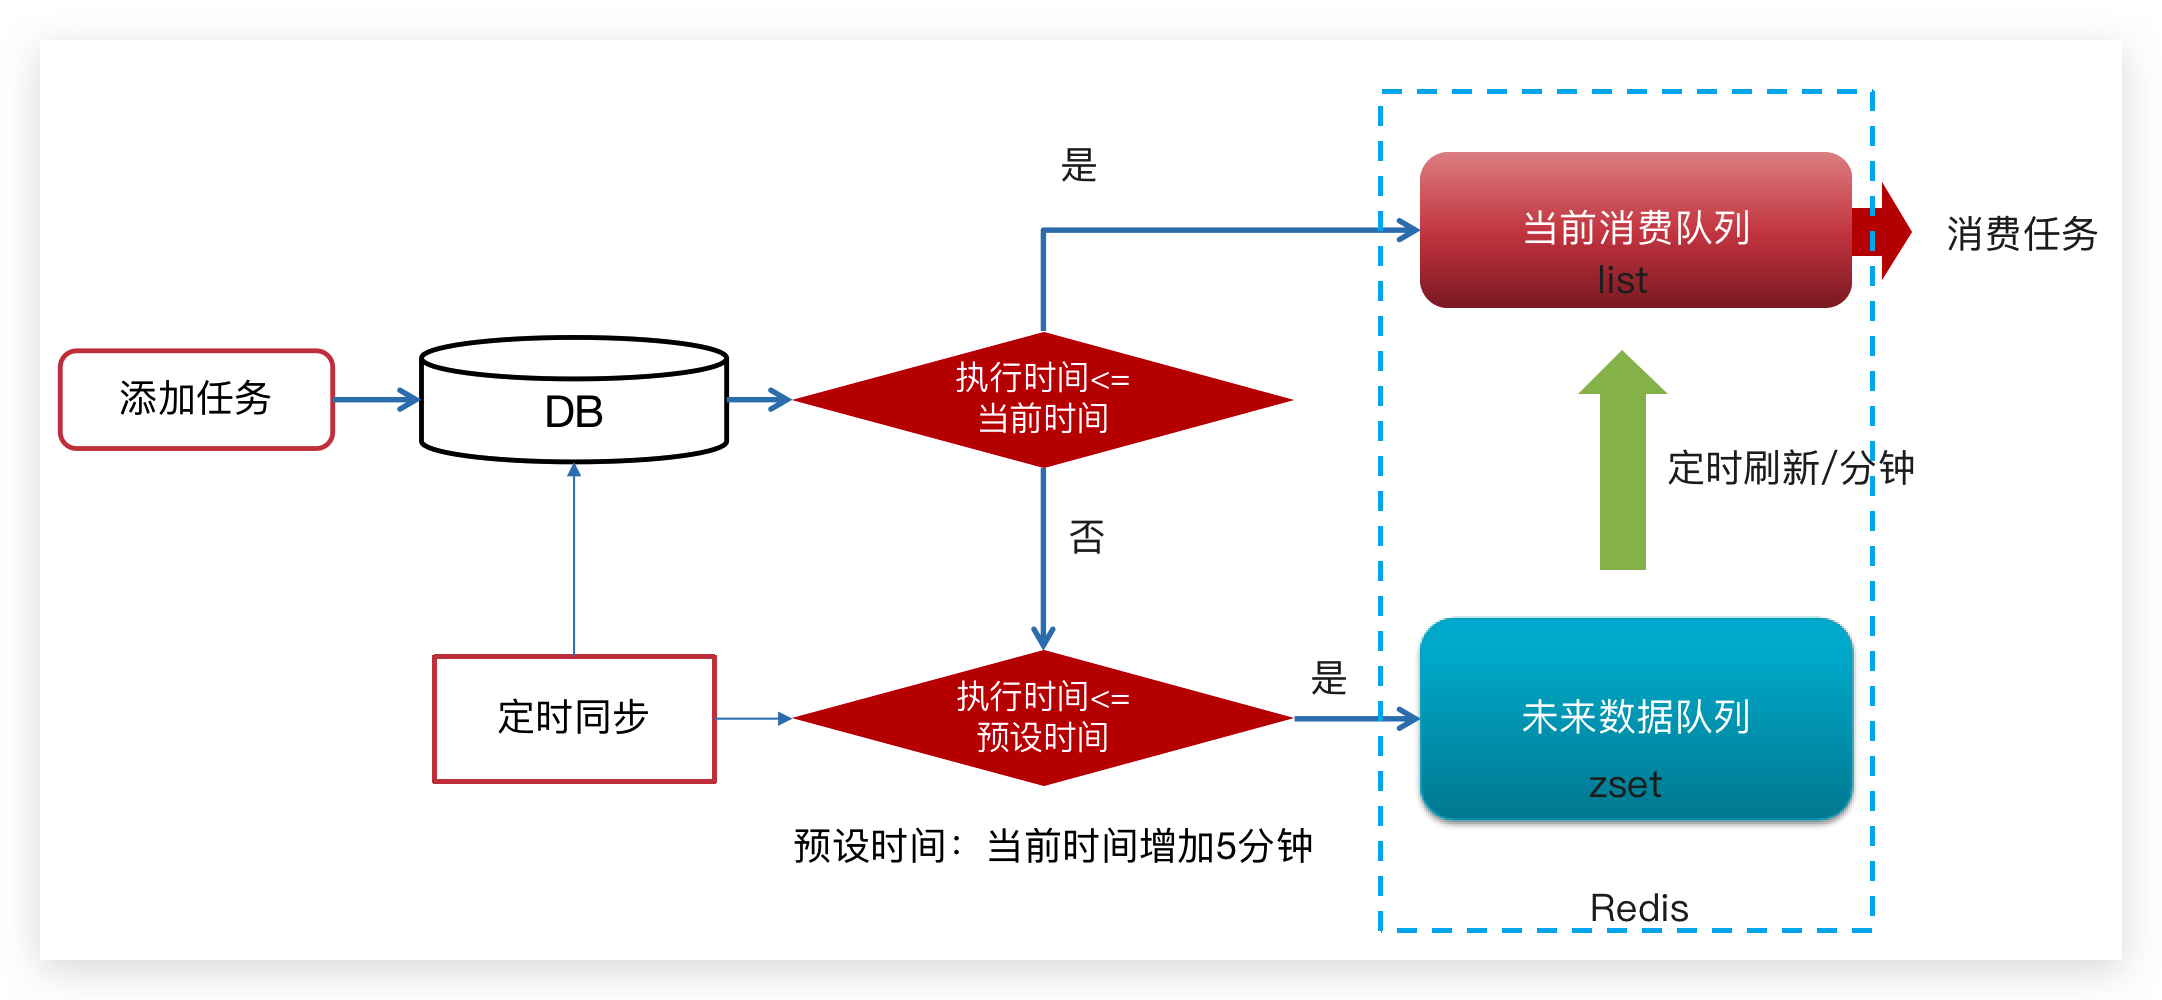 是
当前消费队列
list
消费任务
添加任务
DB
执行时间<=
当前时间
定时刷新/分钟
否
定时同步
执行时间<=
预设时间
是
未来数据队列
zset
预设时间：当前时间增加5分钟
Redis